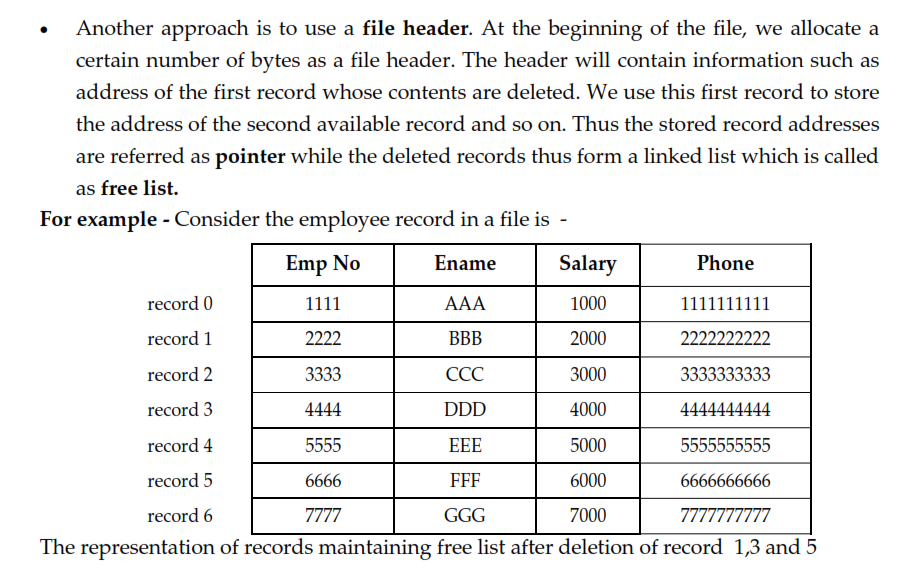 • Another approach is to use a file header. At the beginning of the file, we allocate a
certain number of bytes as a file header. The header will contain information such as
address of the first record whose contents are deleted. We use this first record to store
the address of the second available record and so on. Thus the stored record addresses
are referred as pointer while the deleted records thus form a linked list which is called
as free list.
For example - Consider the employee record in a file is -
Emp No Ename Salary Phone
record 0 1111 AAA 1000 1111111111
record 1 2222 BBB 2000 2222222222
record 2 3333 CCC 3000 3333333333
record 3 4444 DDD 4000 4444444444
record 4 5555 EEE 5000 5555555555
record 5 6666 FFF 6000 6666666666
record 6 7777 GGG 7000 7777777777
The representation of records maintaining free list after deletion of record 1,3 and 5